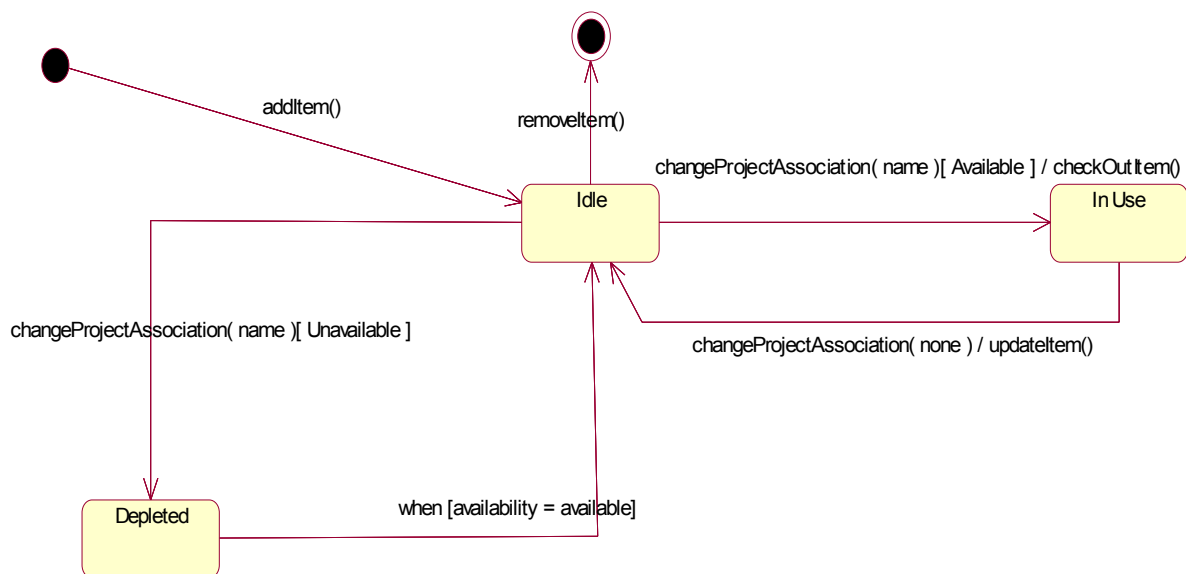 addItem()
removeItem()
changeProjectAssociation( name )[ Available ] / checkOutItem()
Idle
In Use
changeProjectAssociation( name )[ Unavailable ]
changeProjectAssociation( none ) / updateItem()
when [availability = available]
Depleted